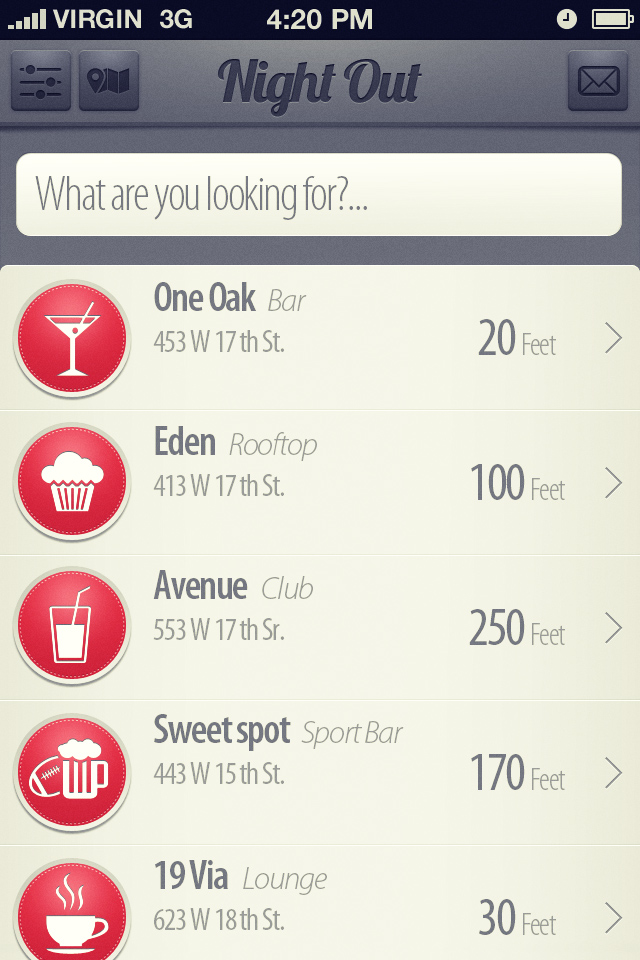 VIRGIN 3G 4:20 PM
Night Out
What are you looking for?...
One Oak Bar
453 W 17 th St.
20 Feet
Eden Rooftop
413 W 17 th St.
100 Feet
Avenue Club
553 W 17 th Sr.
250 Feet
Sweet spot Sport Bar
443 W 15 th St.
170 Feet
19 Via Lounge
623 W 18 th St.
30 Feet